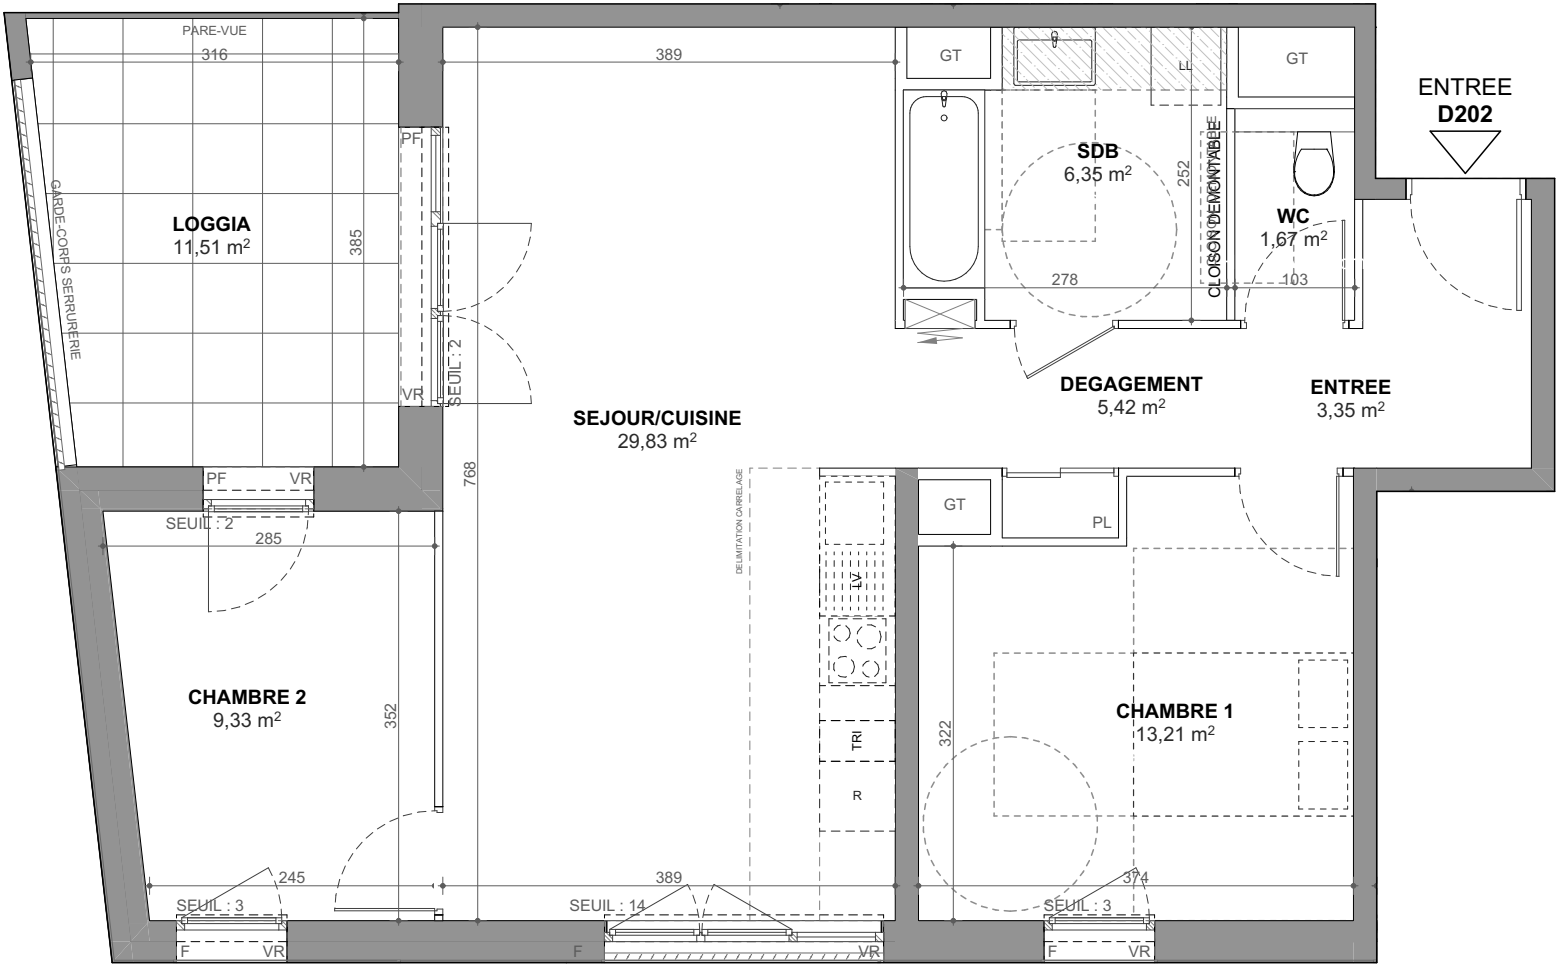 PARE-VUE
316
389
GT
LL
GT
ENTREE
D202
PF
SDB
6,35 m²
252
CLOISON DEMONTABLE
WC
1,67 m²
GARDE-CORPS SERRURERIE
LOGGIA
11,51 m²
385
278
103
VR
SEUIL : 2
DEGAGEMENT
5,42 m²
ENTREE
3,35 m²
SEJOUR/CUISINE
29,83 m²
768
DELIMITATION CARRELAGE
PF
VR
SEUIL : 2
285
GT
PL
LV
CHAMBRE 2
9,33 m²
352
322
CHAMBRE 1
13,21 m²
TRI
R
245
389
374
SEUIL : 3
SEUIL : 14
SEUIL : 3
F
VR
F
VR
F
VR